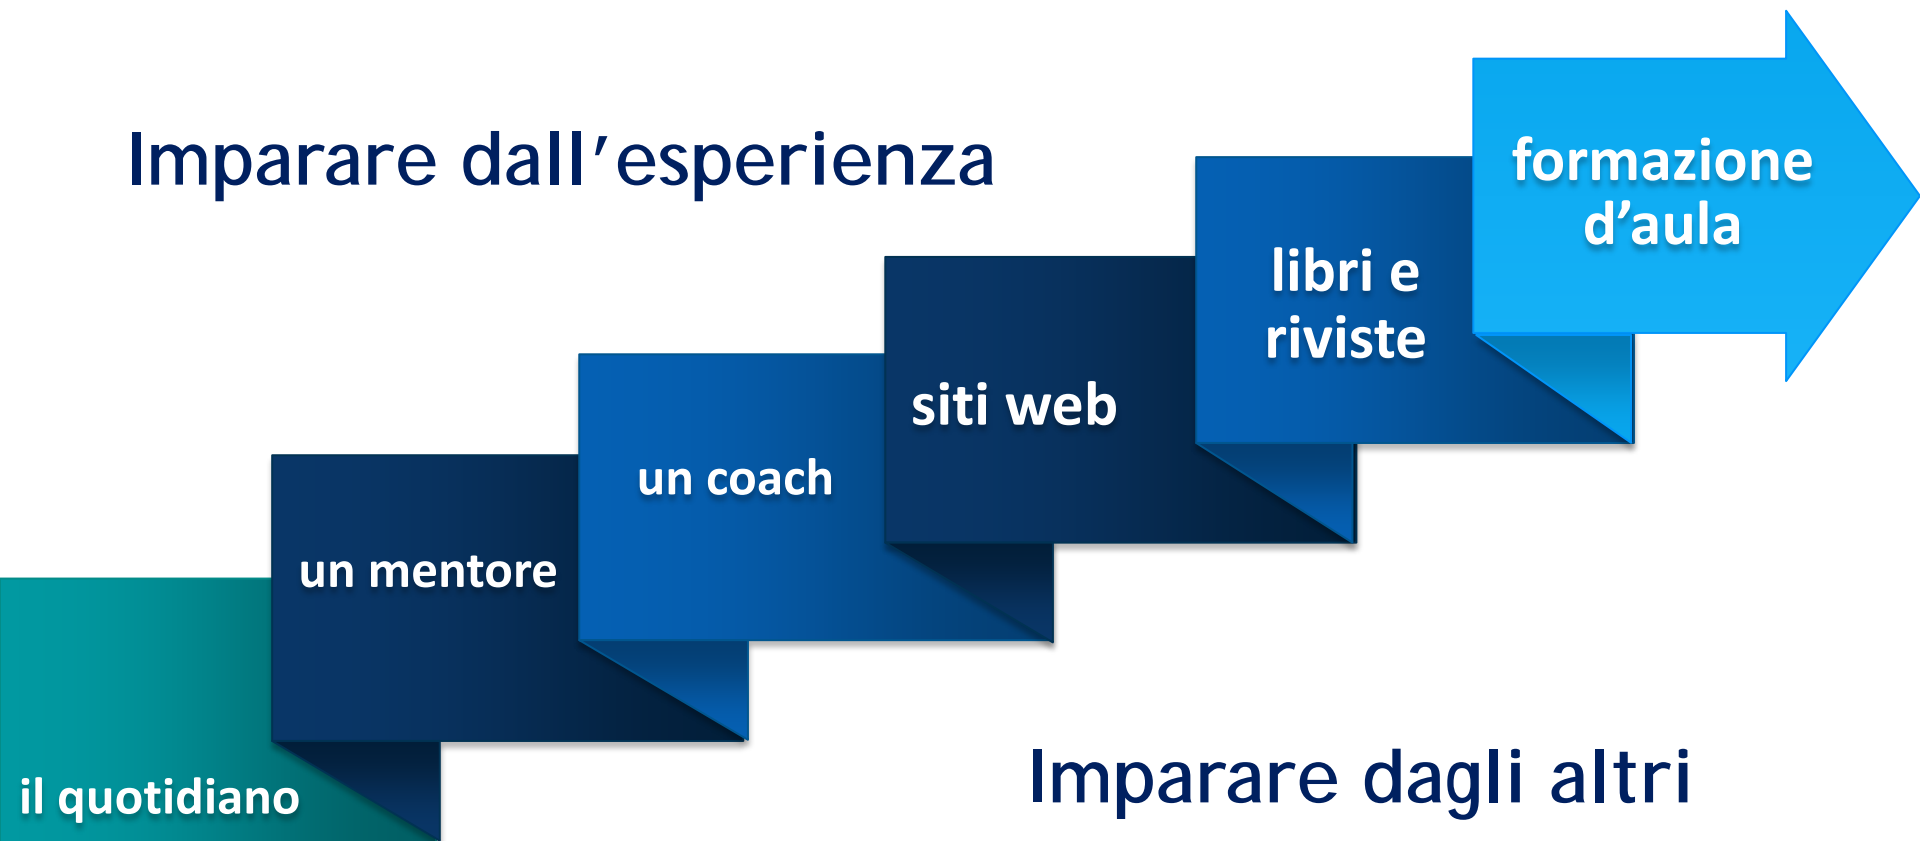 Imparare dall'esperienza
formazione
d’aula
libri e
riviste
siti web
un coach
un mentore
il quotidiano
Imparare dagli altri